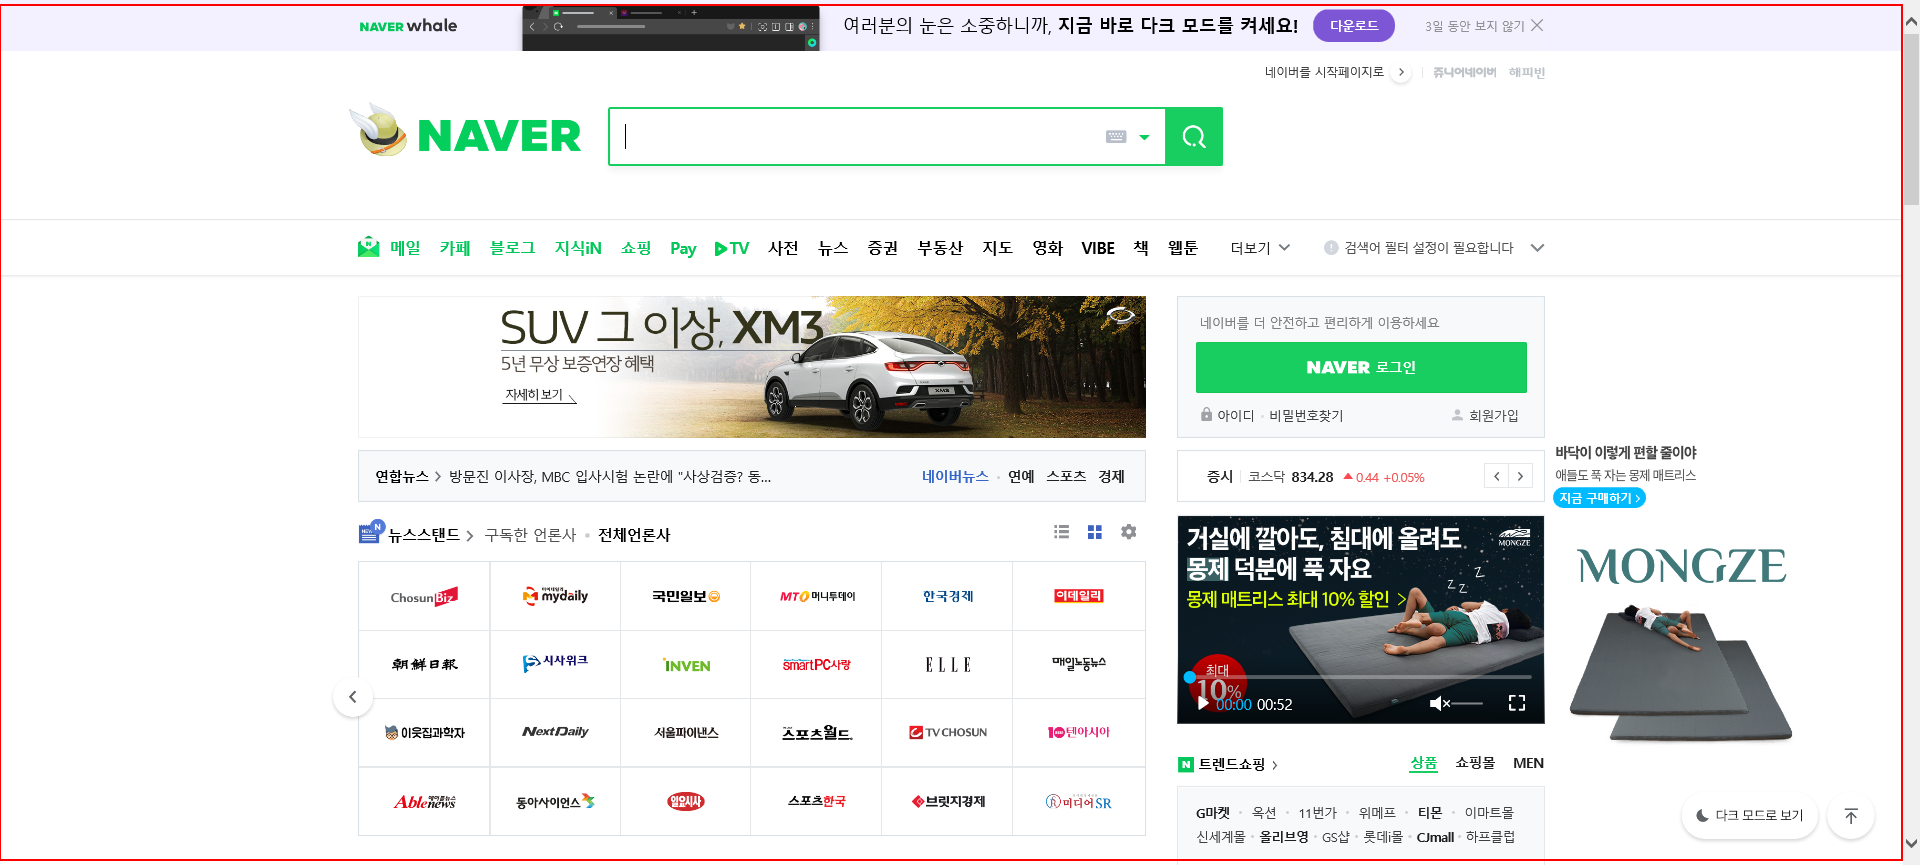 NAVER whale
여러분의 눈은 소중하니까, 지금 바로 다크 모드를 켜세요!
다운로드
3일 동안 보지 않기
네이버를 시작페이지로
쥬니어네이버 해피빈
NAVER
메일 카페 블로그 지식iN 쇼핑 Pay TV 사전 뉴스 증권 부동산 지도 영화 VIBE 책 웹툰 더보기 검색어 필터 설정이 필요합니다
SUV 그 이상, XM3
5년 무상 보증연장 혜택
자세히 보기
네이버를 더 안전하고 편리하게 이용하세요
NAVER 로그인
아이디 · 비밀번호찾기 회원가입
연합뉴스 > 방문진 이사장, MBC 입사시험 논란에 "사상검증? 동...
네이버뉴스 · 연예 스포츠 경제
증시 코스닥 834.28 ▲ 0.44 +0.05%
뉴스스탠드 > 구독한 언론사 · 전체언론사
ChosunBiz mydaily 국민일보 MTO 머니투데이 한국경제 이데일리
朝鮮日報 시사위크 INVEN smartPC사랑 ELLE 매일노동뉴스
이웃집과학자 NextDaily 서울파이낸스 스포츠월드 TV CHOSUN 텐아시아
Ablenews 동아사이언스 일요시사 스포츠한국 브릿지경제 미디어SR
거실에 깔아도, 침대에 올려도
몽제 덕분에 푹 자요
몽제 매트리스 최대 10% 할인 >
MONGZE
z z z
최대
10%
00:00 00:52
트렌드쇼핑 >
상품 쇼핑몰 MEN
G마켓 · 옥션 · 11번가 · 위메프 · 티몬 · 이마트몰
신세계몰 · 올리브영 · GS샵 · 롯데i몰 · CJmall · 하프클럽
바닥이 이렇게 편할 줄이야
애들도 푹 자는 몽제 매트리스
지금 구매하기 >
MONGZE
다크 모드로 보기